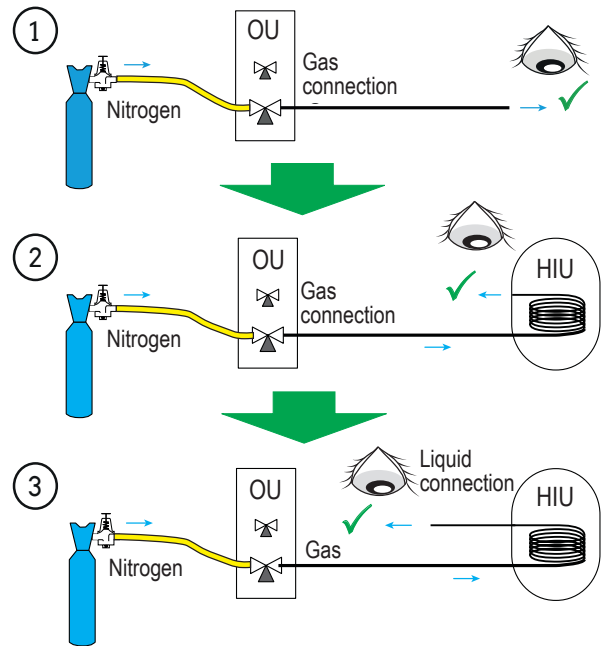 1
OU
Gas
connection
Nitrogen
2
OU
HIU
Gas
connection
Nitrogen
3
Liquid
connection
OU
HIU
Gas
Nitrogen